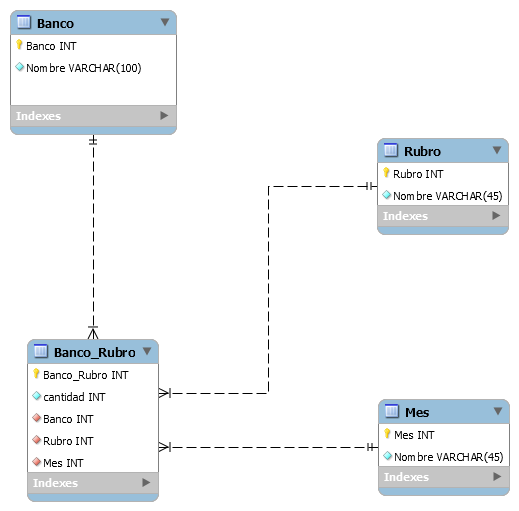 Banco
Banco INT
Nombre VARCHAR(100)
Indexes
Rubro
Rubro INT
Nombre VARCHAR(45)
Indexes
Banco_Rubro
Banco_Rubro INT
cantidad INT
Banco INT
Rubro INT
Mes INT
Indexes
Mes
Mes INT
Nombre VARCHAR(45)
Indexes